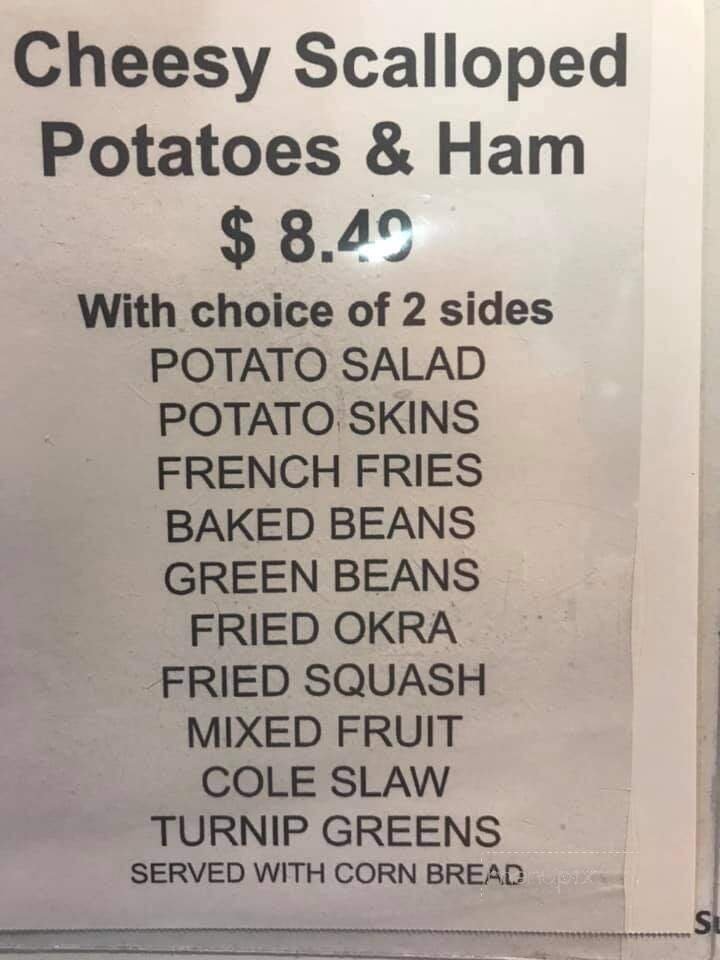 Cheesy Scalloped
Potatoes & Ham
$ 8.49
With choice of 2 sides
POTATO SALAD
POTATO SKINS
FRENCH FRIES
BAKED BEANS
GREEN BEANS
FRIED OKRA
FRIED SQUASH
MIXED FRUIT
COLE SLAW
TURNIP GREENS
SERVED WITH CORN BREAD
menupix